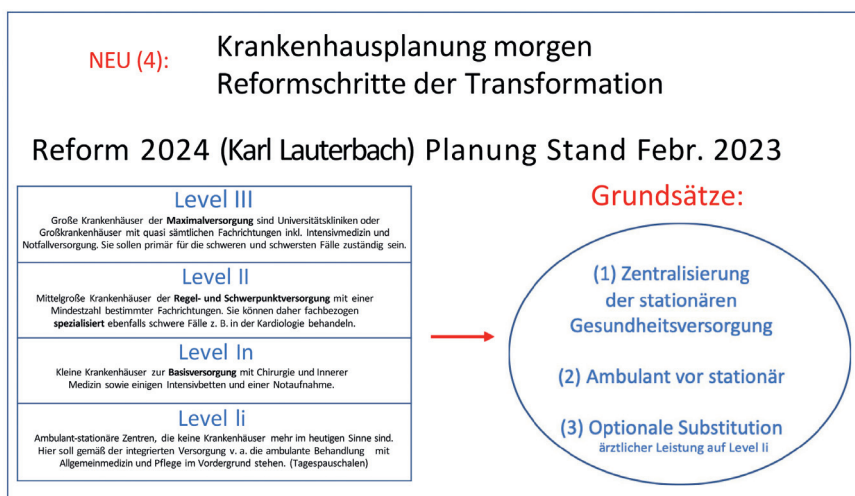 NEU (4):
Krankenhausplanung morgen
Reformschritte der Transformation
Reform 2024 (Karl Lauterbach) Planung Stand Febr. 2023
Level III
Große Krankenhäuser der Maximalversorgung sind Universitätskliniken oder
Großkrankenhäuser mit quasi sämtlichen Fachrichtungen inkl. Intensivmedizin und
Notfallversorgung. Sie sollen primär für die schweren und schwersten Fälle zuständig sein.
Level II
Mittelgroße Krankenhäuser der Regel- und Schwerpunktversorgung mit einer
Mindestzahl bestimmter Fachrichtungen. Sie können daher fachbezogen
spezialisiert ebenfalls schwere Fälle z. B. in der Kardiologie behandeln.
Level In
Kleine Krankenhäuser zur Basisversorgung mit Chirurgie und Innerer
Medizin sowie einigen Intensivbetten und einer Notaufnahme.
Level Ii
Ambulant-stationäre Zentren, die keine Krankenhäuser mehr im heutigen Sinne sind.
Hier soll gemäß der integrierten Versorgung v. a. die ambulante Behandlung mit
Allgemeinmedizin und Pflege im Vordergrund stehen. (Tagespauschalen)
Grundsätze:
(1) Zentralisierung
der stationären
Gesundheitsversorgung
(2) Ambulant vor stationär
(3) Optionale Substitution
ärztlicher Leistung auf Level Ii